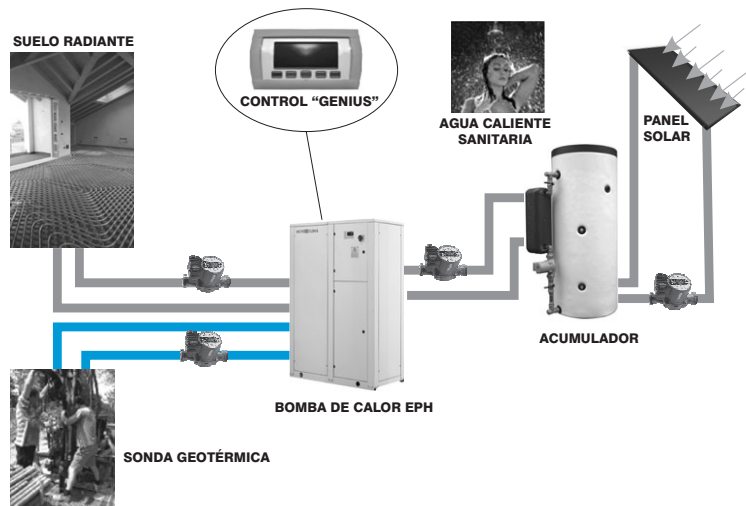 SUELO RADIANTE
CONTROL “GENIUS”
AGUA CALIENTE
SANITARIA
PANEL
SOLAR
ACUMULADOR
BOMBA DE CALOR EPH
SONDA GEOTÉRMICA